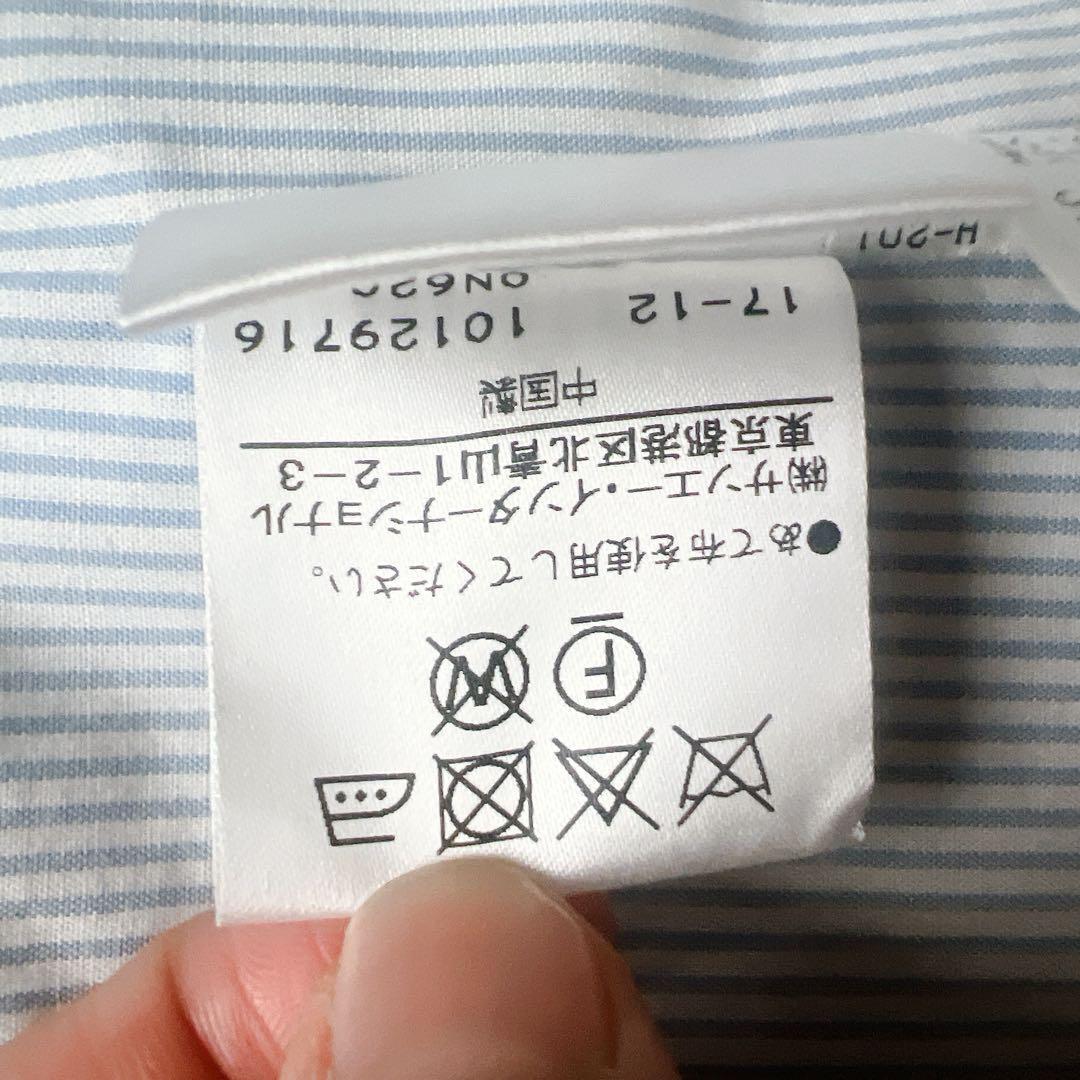 F W
●あて布を使用してください。
㈱サンエー・インターナショナル
東京都港区北青山1-2-3
中国製
17-12 10129716